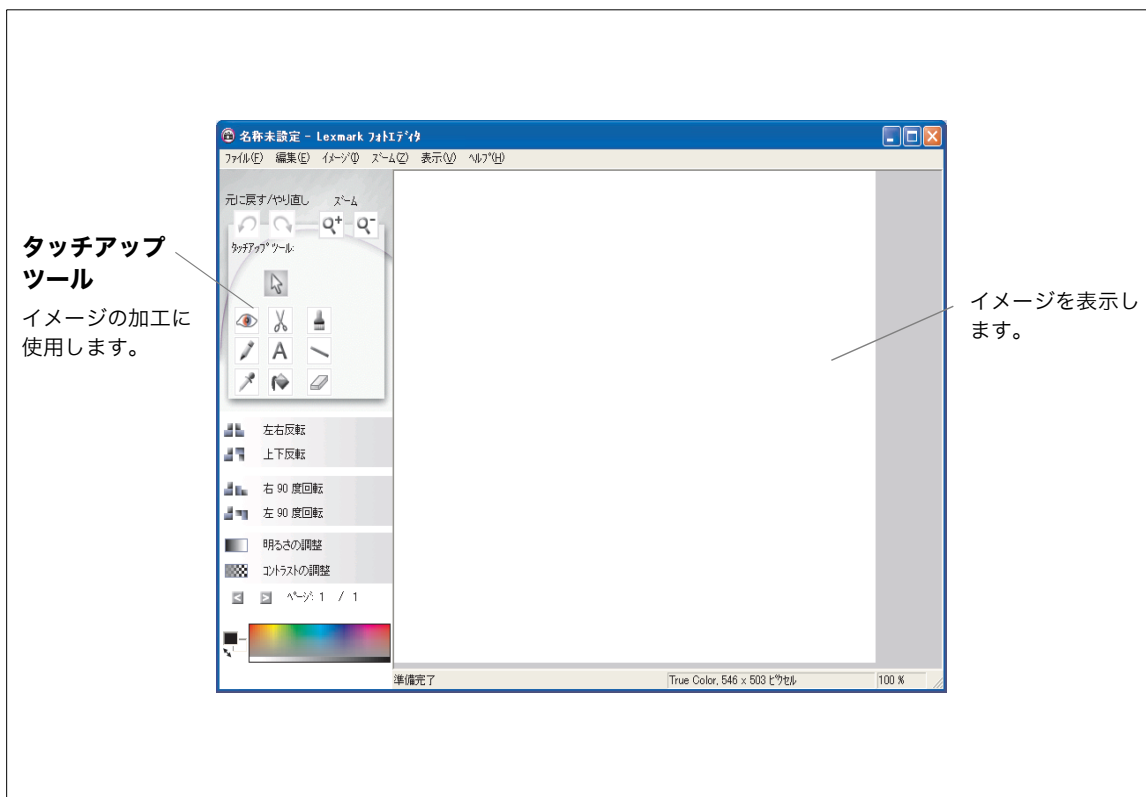 名称未設定 - Lexmark ﾌｫﾄｴﾃﾞｨﾀ
ﾌｧｲﾙ(F) 編集(E) ｲﾒｰｼﾞ(I) ｽﾞｰﾑ(Z) 表示(V) ﾍﾙﾌﾟ(H)
元に戻す/やり直し ｽﾞｰﾑ
ﾀｯﾁｱｯﾌﾟ ﾂｰﾙ:
A
左右反転
上下反転
右 90 度回転
左 90 度回転
明るさの調整
ｺﾝﾄﾗｽﾄの調整
ﾍﾟｰｼﾞ: 1 / 1
準備完了 True Color, 546 x 503 ﾋﾟｸｾﾙ 100 %
タッチアップ
ツール
イメージの加工に
使用します。
イメージを表示し
ます。